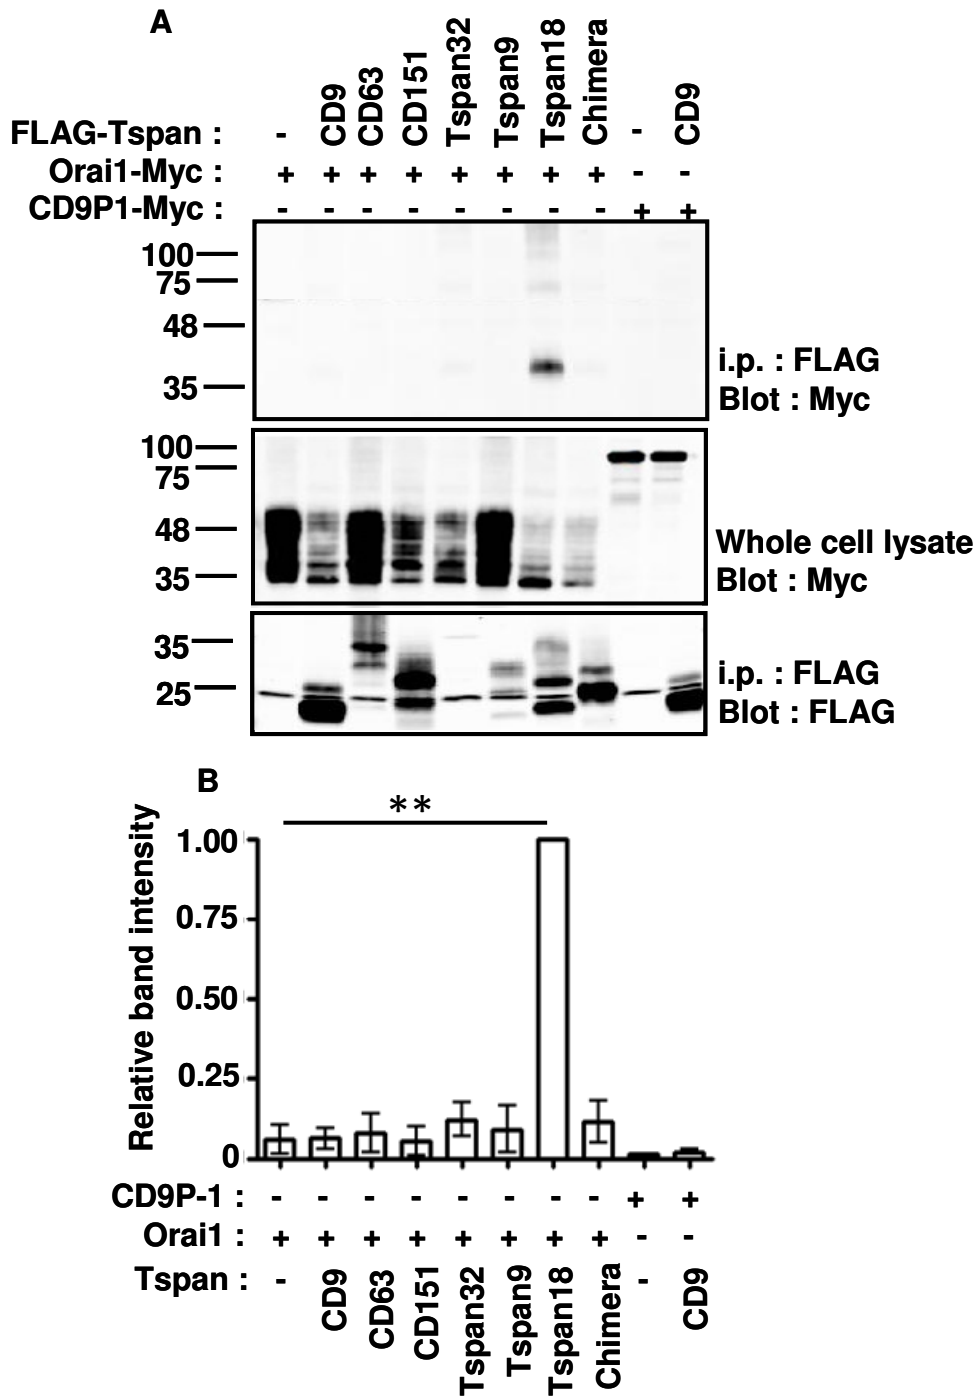 A
CD9 CD63 CD151 Tspan32 Tspan9 Tspan18 Chimera CD9
FLAG-Tspan : - -
Orai1-Myc : + + + + + + + + - -
CD9P1-Myc : - - - - - - - - + +
100
75
48
35
i.p. : FLAG
Blot : Myc
100
75
48
35
Whole cell lysate
Blot : Myc
35
25
i.p. : FLAG
Blot : FLAG
B
**
Relative band intensity
1.00
0.75
0.50
0.25
0
CD9P-1 : - - - - - - - - + +
Orai1 : + + + + + + + + - -
Tspan : - CD9 CD63 CD151 Tspan32 Tspan9 Tspan18 Chimera - CD9